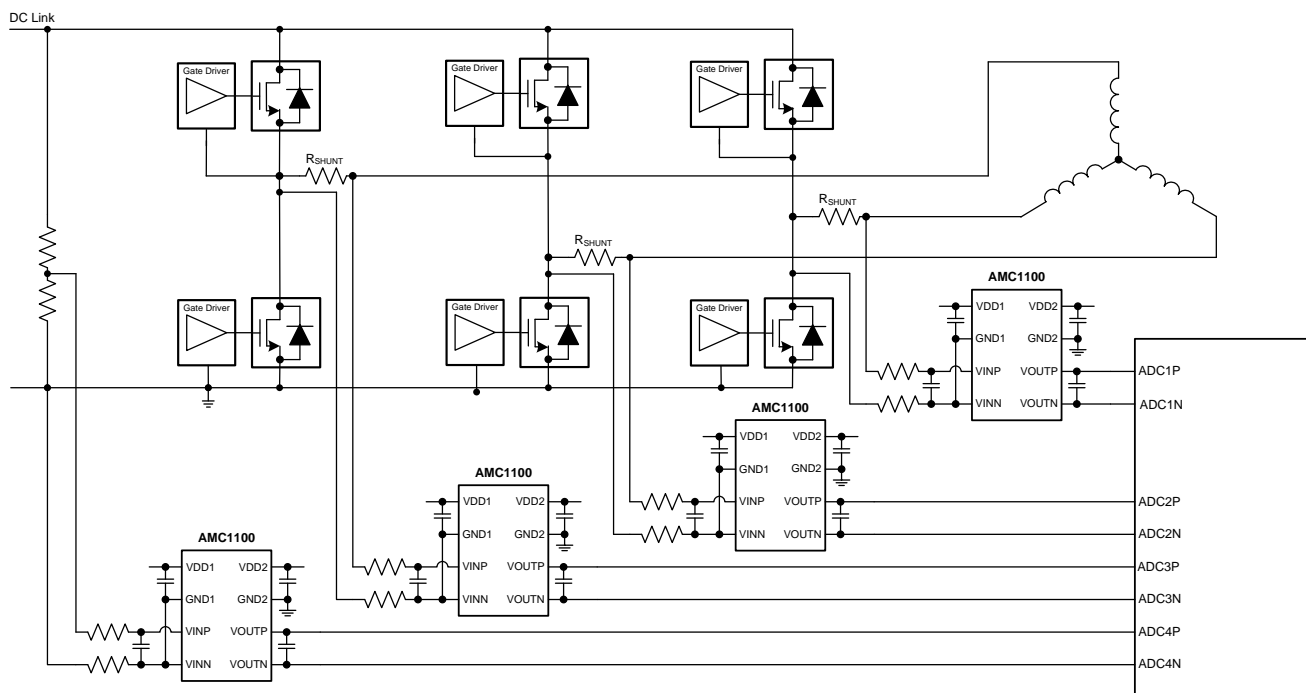 DC Link
Gate Driver
Gate Driver
Gate Driver
R_SHUNT
R_SHUNT
R_SHUNT
Gate Driver
Gate Driver
Gate Driver
AMC1100
VDD1
VDD2
GND1
GND2
VINP
VOUTP
VINN
VOUTN
ADC1P
ADC1N
AMC1100
VDD1
VDD2
GND1
GND2
VINP
VOUTP
VINN
VOUTN
ADC2P
ADC2N
AMC1100
VDD1
VDD2
GND1
GND2
VINP
VOUTP
VINN
VOUTN
ADC3P
ADC3N
AMC1100
VDD1
VDD2
GND1
GND2
VINP
VOUTP
VINN
VOUTN
ADC4P
ADC4N